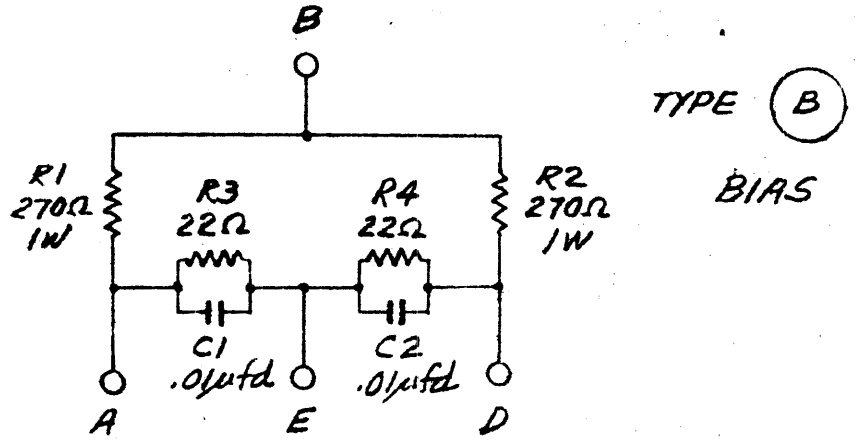 B
TYPE B
BIAS
R1
270Ω
1W
R3
22Ω
R4
22Ω
R2
270Ω
1W
C1
.01µfd
C2
.01µfd
A
E
D